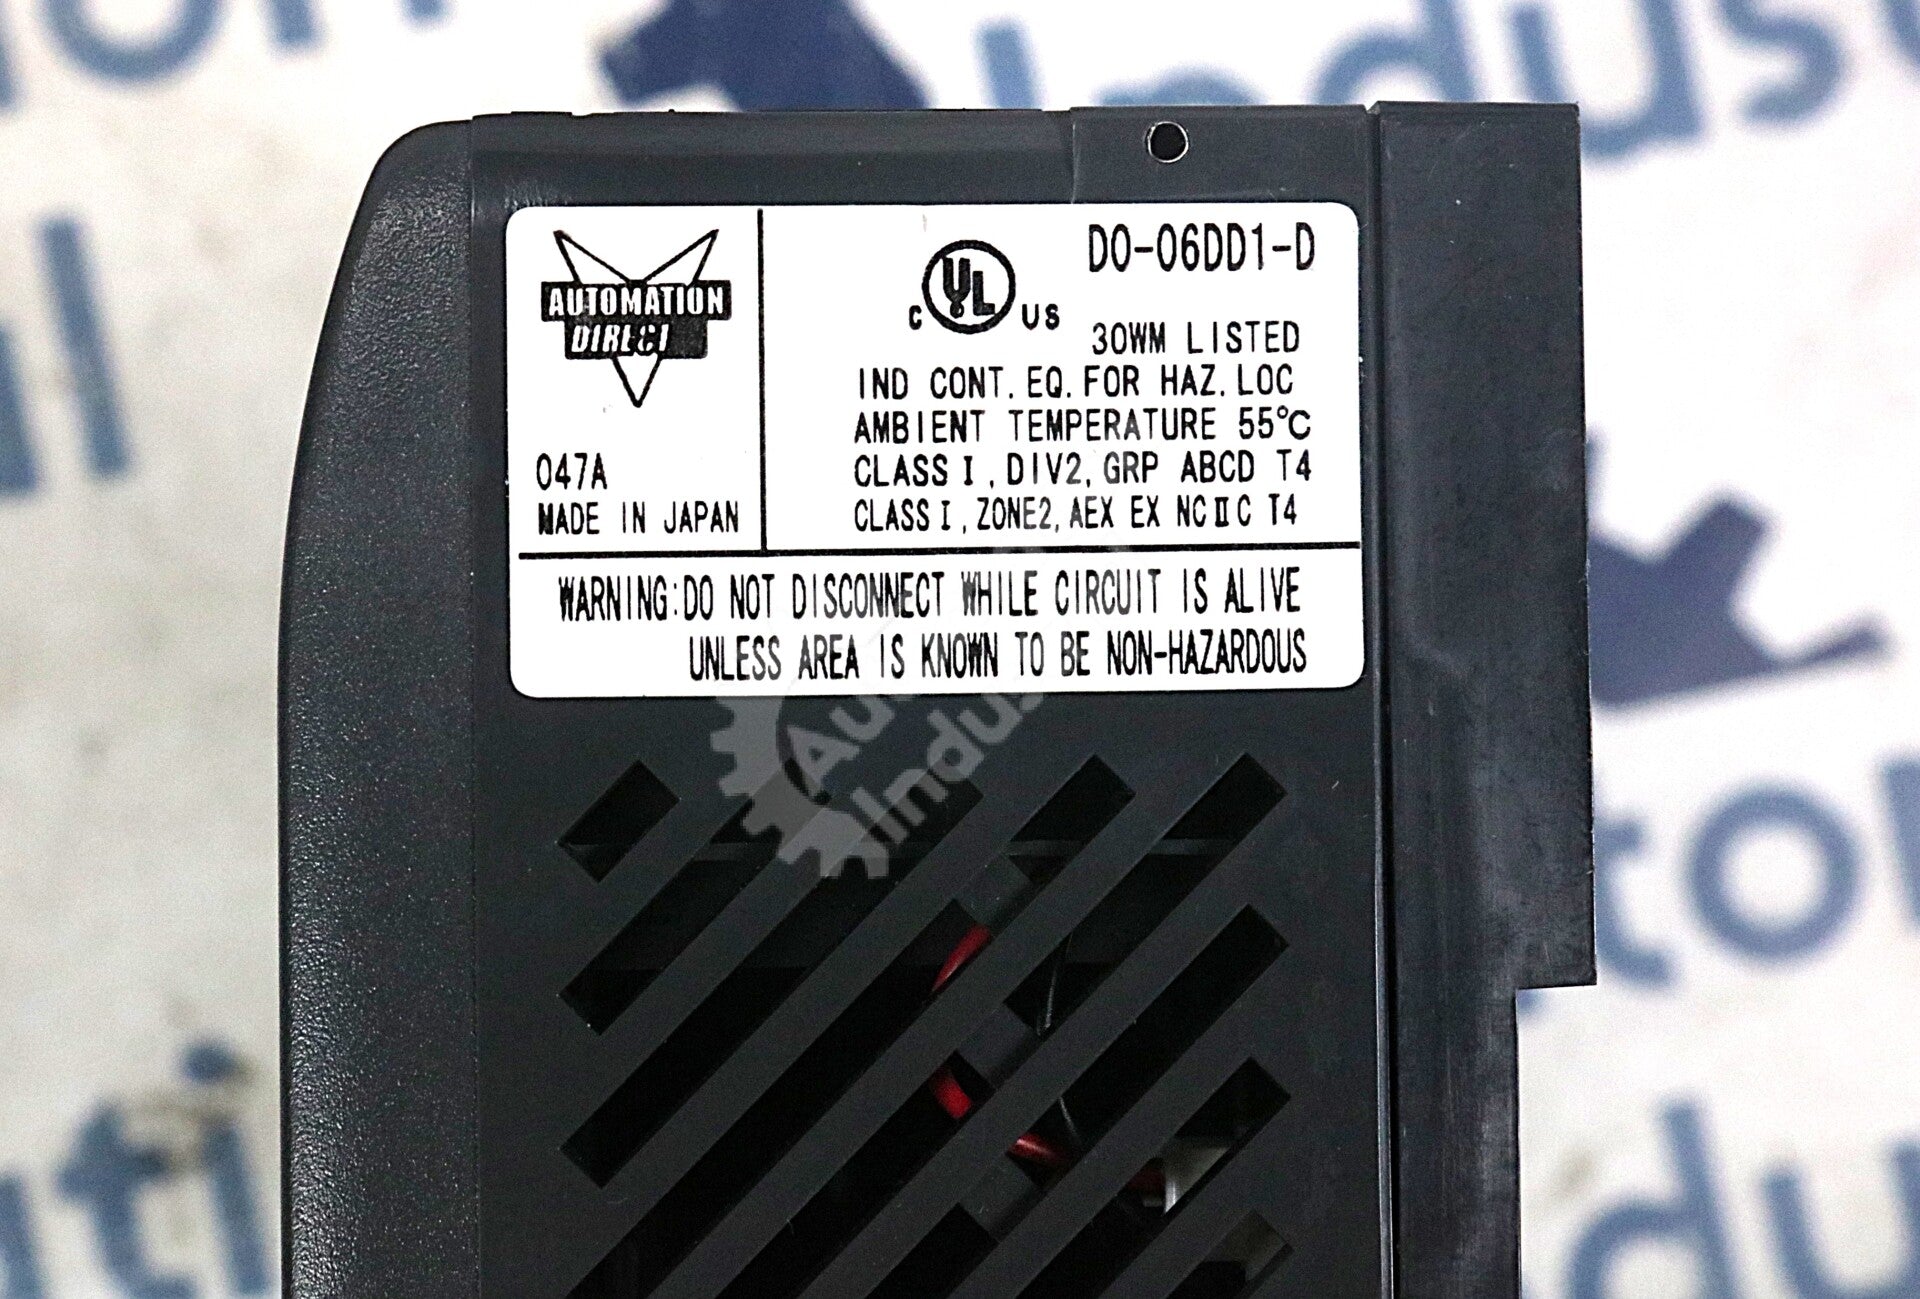 AUTOMATION
DIRECT
047A
MADE IN JAPAN
C UL US
D0-06DD1-D
30WM LISTED
IND CONT. EQ. FOR HAZ. LOC
AMBIENT TEMPERATURE 55℃
CLASS I, DIV2, GRP ABCD T4
CLASS I, ZONE2, AEX EX NCⅡC T4
WARNING:DO NOT DISCONNECT WHILE CIRCUIT IS ALIVE
UNLESS AREA IS KNOWN TO BE NON-HAZARDOUS